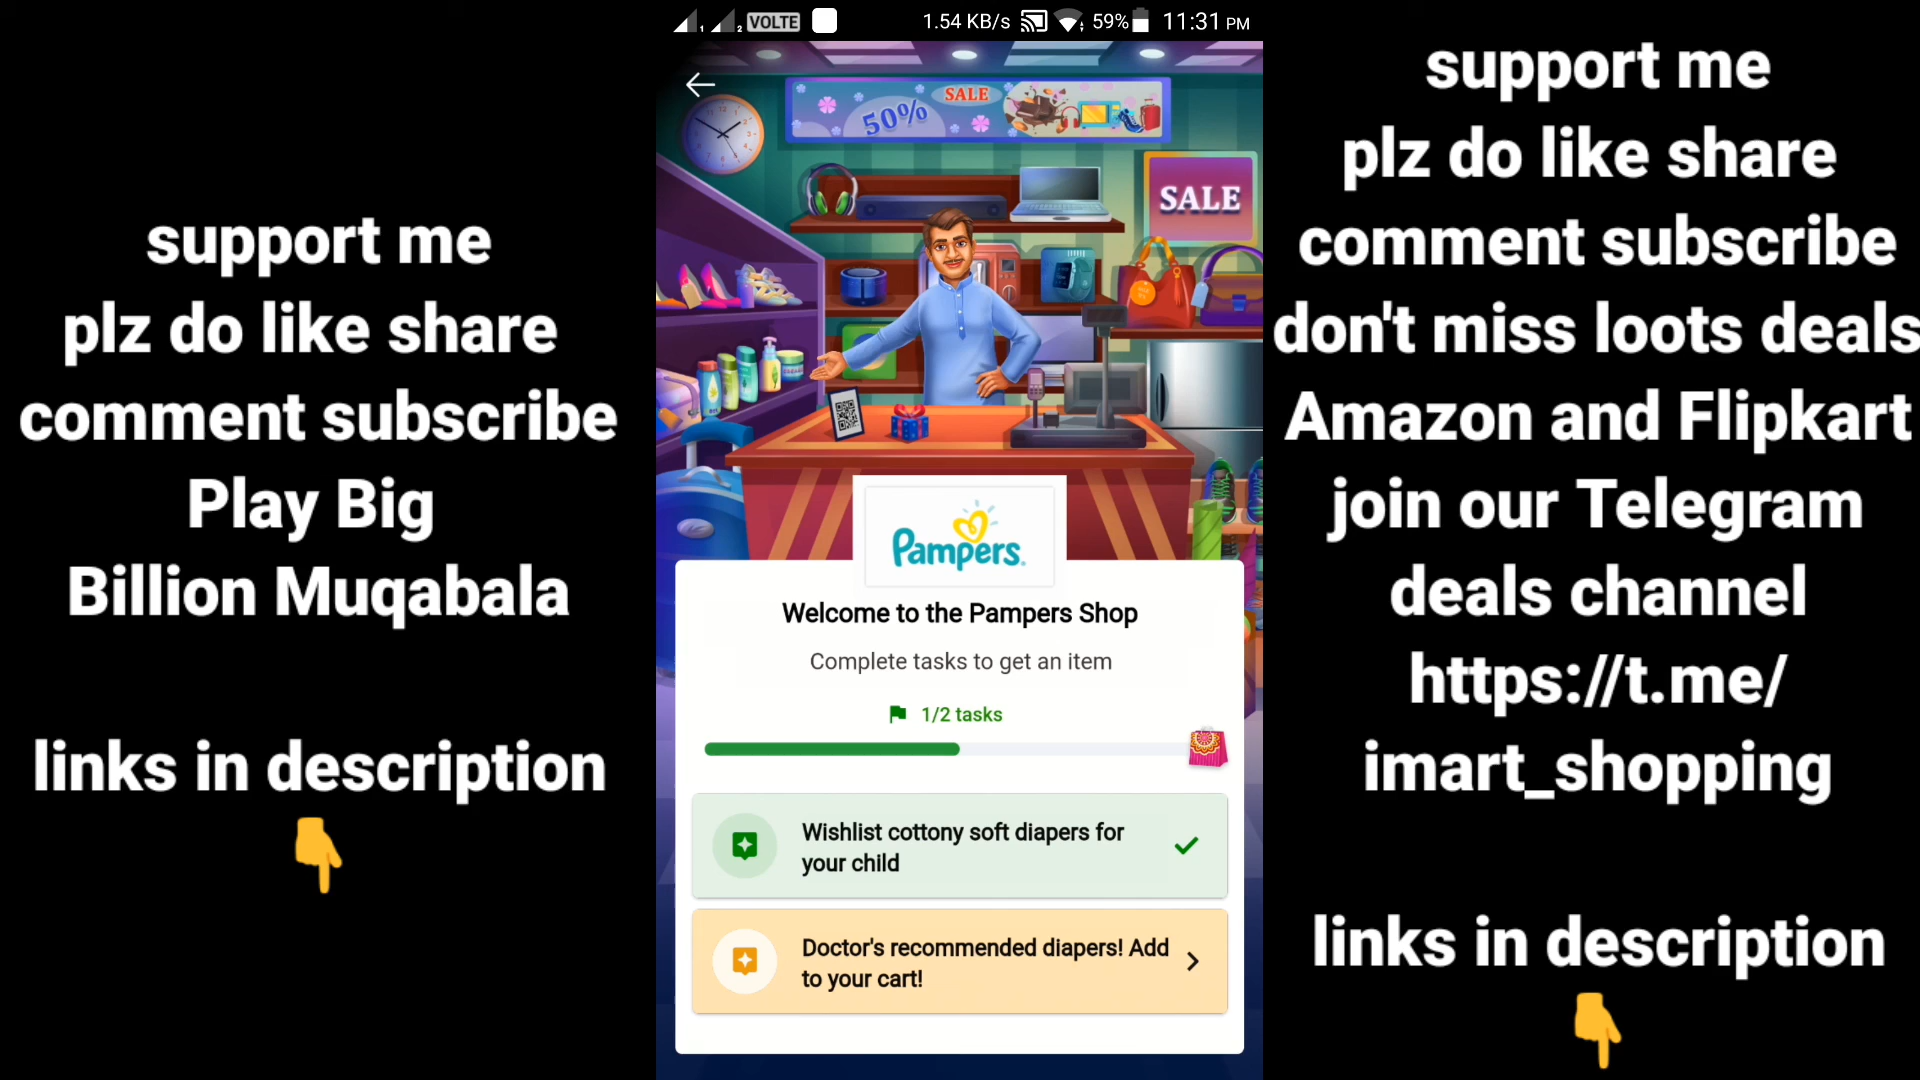 support me
plz do like share
comment subscribe
Play Big
Billion Muqabala
links in description
VOLTE
1.54 KB/s
59%
11:31 PM
50%
SALE
SALE
Pampers
Welcome to the Pampers Shop
Complete tasks to get an item
1/2 tasks
Wishlist cottony soft diapers for
your child
Doctor's recommended diapers! Add
to your cart!
support me
plz do like share
comment subscribe
don't miss loots deals
Amazon and Flipkart
join our Telegram
deals channel
https://t.me/
imart_shopping
links in description